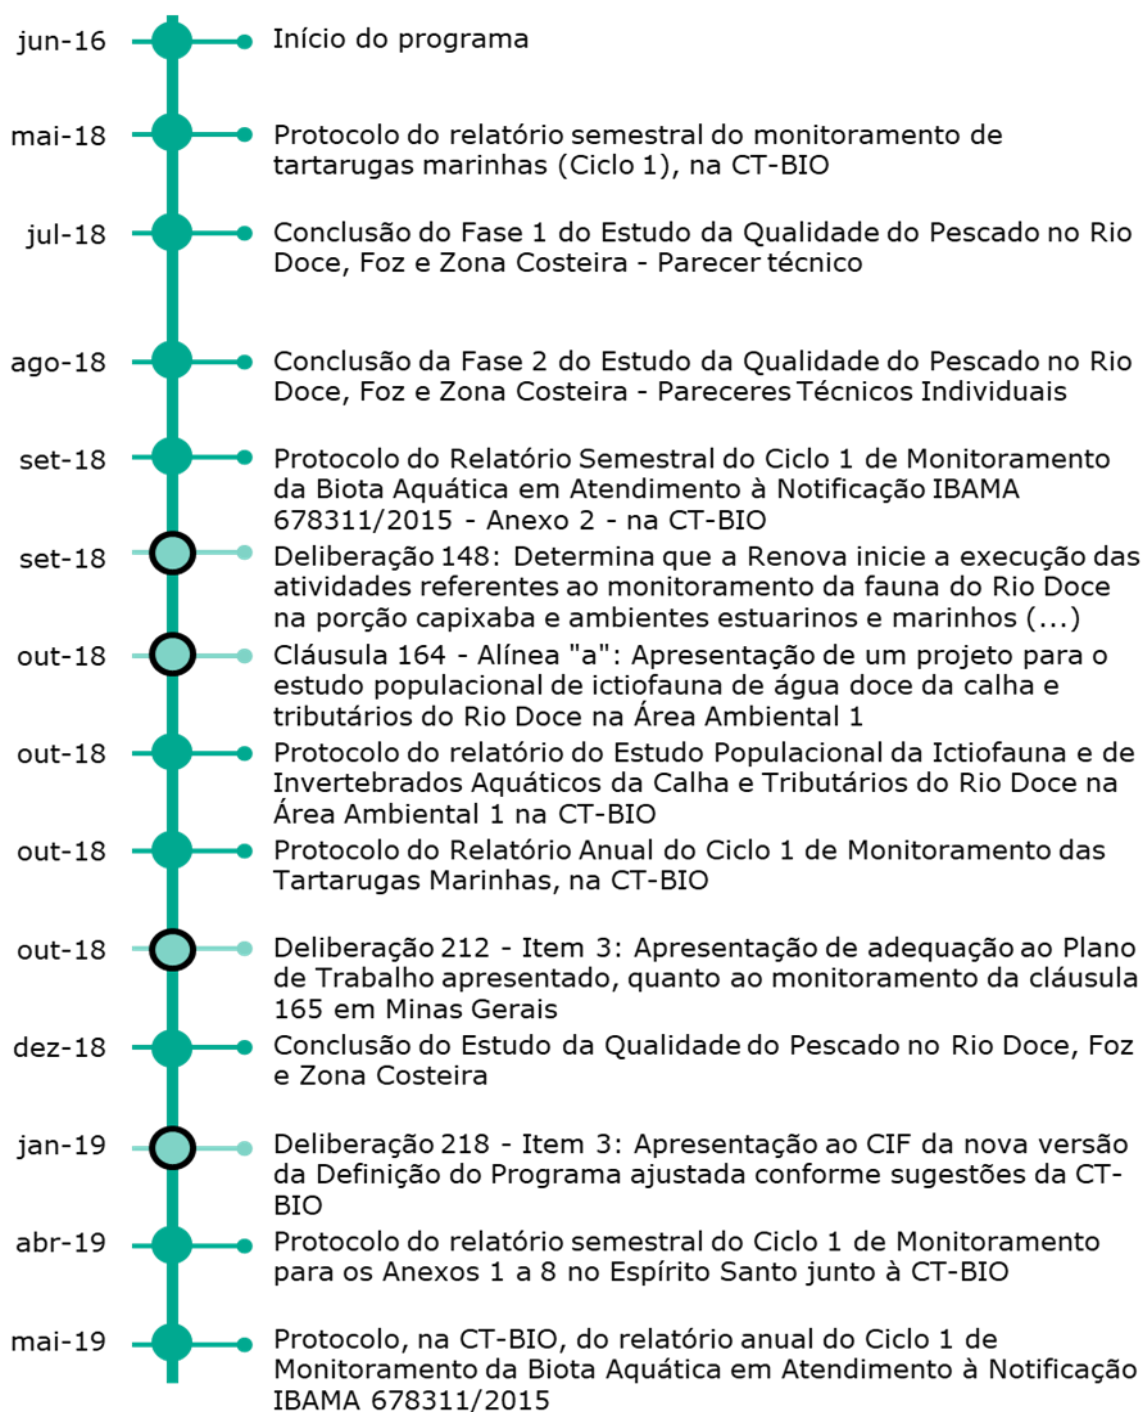 jun-16 Início do programa
mai-18 Protocolo do relatório semestral do monitoramento de
tartarugas marinhas (Ciclo 1), na CT-BIO
jul-18 Conclusão do Fase 1 do Estudo da Qualidade do Pescado no Rio
Doce, Foz e Zona Costeira - Parecer técnico
ago-18 Conclusão da Fase 2 do Estudo da Qualidade do Pescado no Rio
Doce, Foz e Zona Costeira - Pareceres Técnicos Individuais
set-18 Protocolo do Relatório Semestral do Ciclo 1 de Monitoramento
da Biota Aquática em Atendimento à Notificação IBAMA
678311/2015 - Anexo 2 - na CT-BIO
set-18 Deliberação 148: Determina que a Renova inicie a execução das
atividades referentes ao monitoramento da fauna do Rio Doce
na porção capixaba e ambientes estuarinos e marinhos (...)
out-18 Cláusula 164 - Alínea "a": Apresentação de um projeto para o
estudo populacional de ictiofauna de água doce da calha e
tributários do Rio Doce na Área Ambiental 1
out-18 Protocolo do relatório do Estudo Populacional da Ictiofauna e de
Invertebrados Aquáticos da Calha e Tributários do Rio Doce na
Área Ambiental 1 na CT-BIO
out-18 Protocolo do Relatório Anual do Ciclo 1 de Monitoramento das
Tartarugas Marinhas, na CT-BIO
out-18 Deliberação 212 - Item 3: Apresentação de adequação ao Plano
de Trabalho apresentado, quanto ao monitoramento da cláusula
165 em Minas Gerais
dez-18 Conclusão do Estudo da Qualidade do Pescado no Rio Doce, Foz
e Zona Costeira
jan-19 Deliberação 218 - Item 3: Apresentação ao CIF da nova versão
da Definição do Programa ajustada conforme sugestões da CT-
BIO
abr-19 Protocolo do relatório semestral do Ciclo 1 de Monitoramento
para os Anexos 1 a 8 no Espírito Santo junto à CT-BIO
mai-19 Protocolo, na CT-BIO, do relatório anual do Ciclo 1 de
Monitoramento da Biota Aquática em Atendimento à Notificação
IBAMA 678311/2015